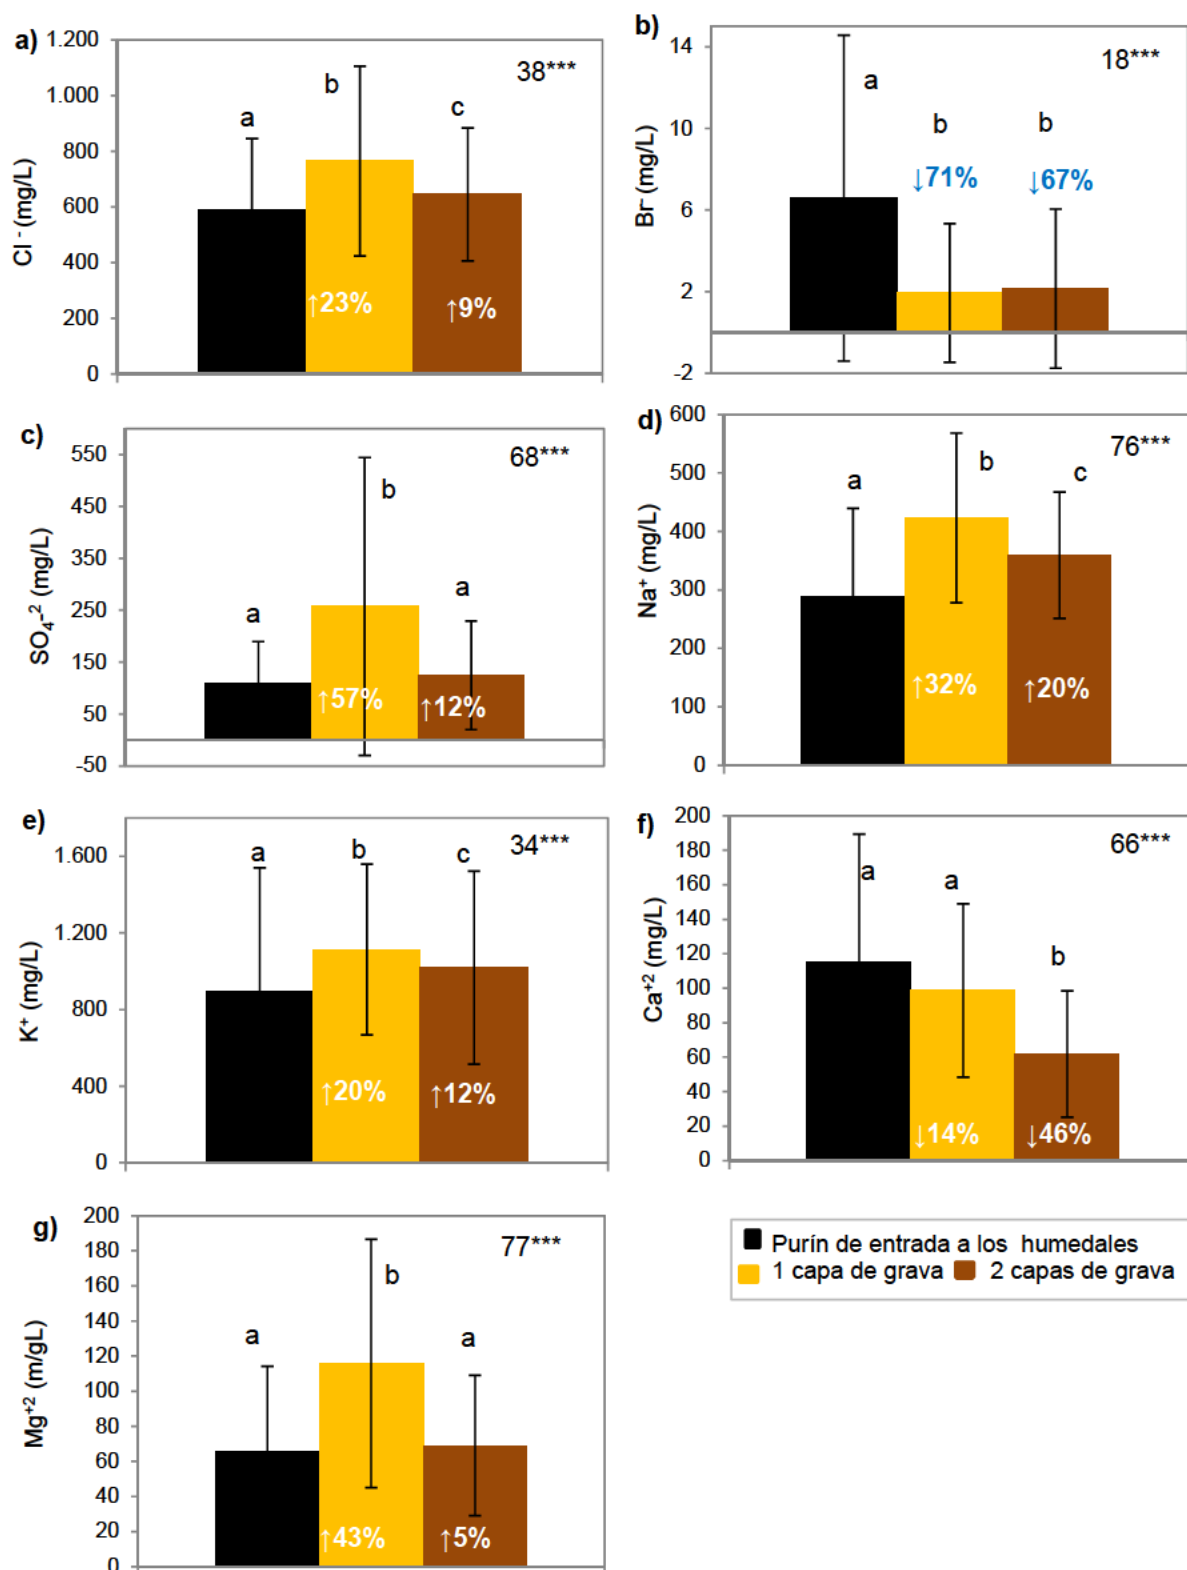 a)
1.200
1.000
800
600
400
200
0
Cl - (mg/L)
38***
a
b
c
↑23%
↑9%
b)
14
10
6
2
-2
Br- (mg/L)
18***
a
b
b
↓71%
↓67%
c)
550
450
350
250
150
50
-50
SO4-2 (mg/L)
68***
a
b
a
↑57%
↑12%
d)
600
500
400
300
200
100
0
Na+ (mg/L)
76***
a
b
c
↑32%
↑20%
e)
1.600
1.200
800
400
0
K+ (mg/L)
34***
a
b
c
↑20%
↑12%
f)
200
180
160
140
120
100
80
60
40
20
0
Ca+2 (mg/L)
66***
a
a
b
↓14%
↓46%
g)
200
180
160
140
120
100
80
60
40
20
0
Mg+2 (m/gL)
77***
a
b
a
↑43%
↑5%
Purín de entrada a los humedales
1 capa de grava 2 capas de grava